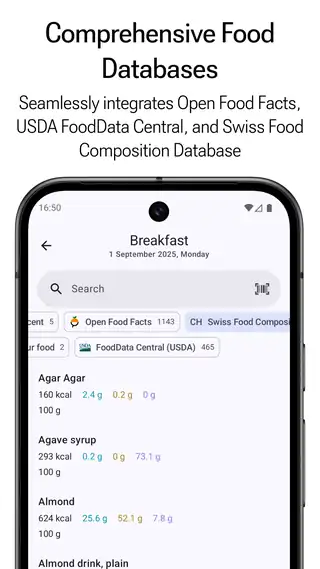 Comprehensive Food
Databases
Seamlessly integrates Open Food Facts,
USDA FoodData Central, and Swiss Food
Composition Database
16:50
Breakfast
1 September 2025, Monday
Search
cent 5
Open Food Facts 1143
CH Swiss Food Composi
ur food 2
USDA
FoodData Central (USDA) 465
Agar Agar
160 kcal 2.4 g 0.2 g 0 g
100 g
Agave syrup
293 kcal 0.2 g 0 g 73.1 g
100 g
Almond
624 kcal 25.6 g 52.1 g 7.8 g
100 g
Almond drink, plain